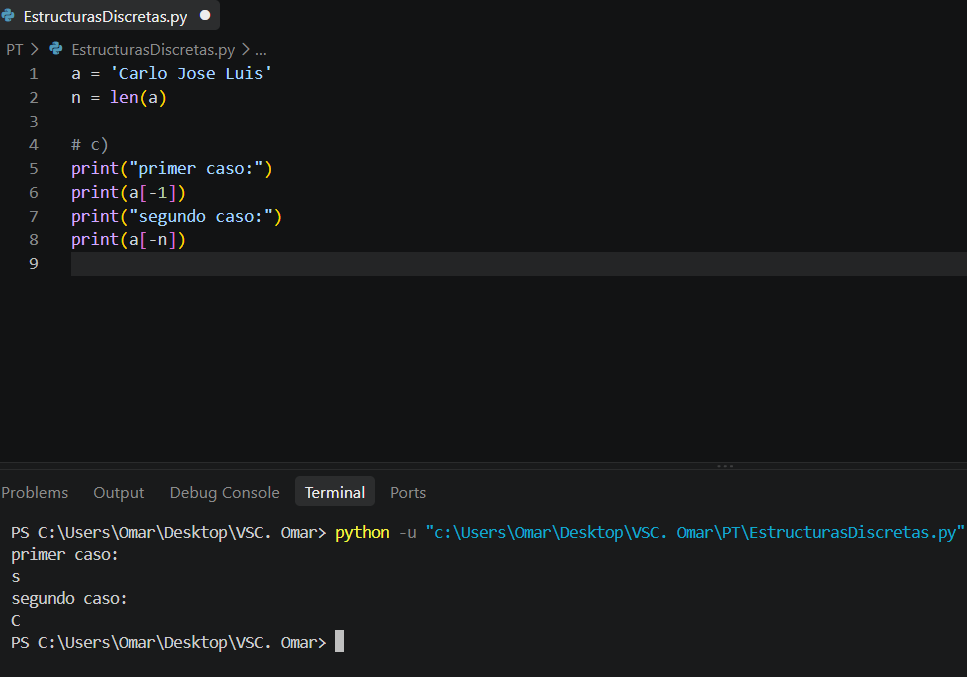 EstructurasDiscretas.py
PT > EstructurasDiscretas.py > ...
1 a = 'Carlo Jose Luis'
2 n = len(a)
3
4 # c)
5 print("primer caso:")
6 print(a[-1])
7 print("segundo caso:")
8 print(a[-n])
9
Problems Output Debug Console Terminal Ports
PS C:\Users\Omar\Desktop\VSC. Omar> python -u "c:\Users\Omar\Desktop\VSC. Omar\PT\EstructurasDiscretas.py"
primer caso:
s
segundo caso:
C
PS C:\Users\Omar\Desktop\VSC. Omar>